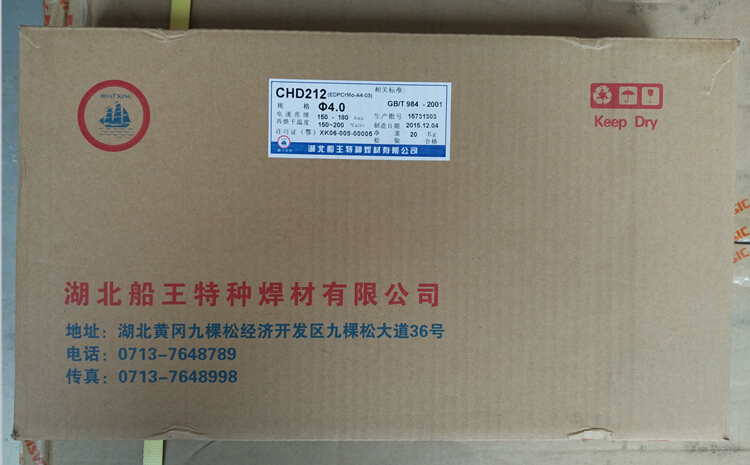 BOAT KING
CHD212 (EDPCrMo-A4-03) 相关标准:
规格 Φ4.0 GB/T 984 - 2001
电流范围 150 - 180 生产批号 15731303
再烘干温度 150-200 制造日期 2015.12.04
许可证(鄂) XK06-000-00006 净重 20 Kg
检验 合格
湖北船王特种焊材有限公司
Keep Dry
湖北船王特种焊材有限公司
地址: 湖北黄冈九棵松经济开发区九棵松大道36号
电话: 0713-7648789
传真: 0713-7648998
SIC